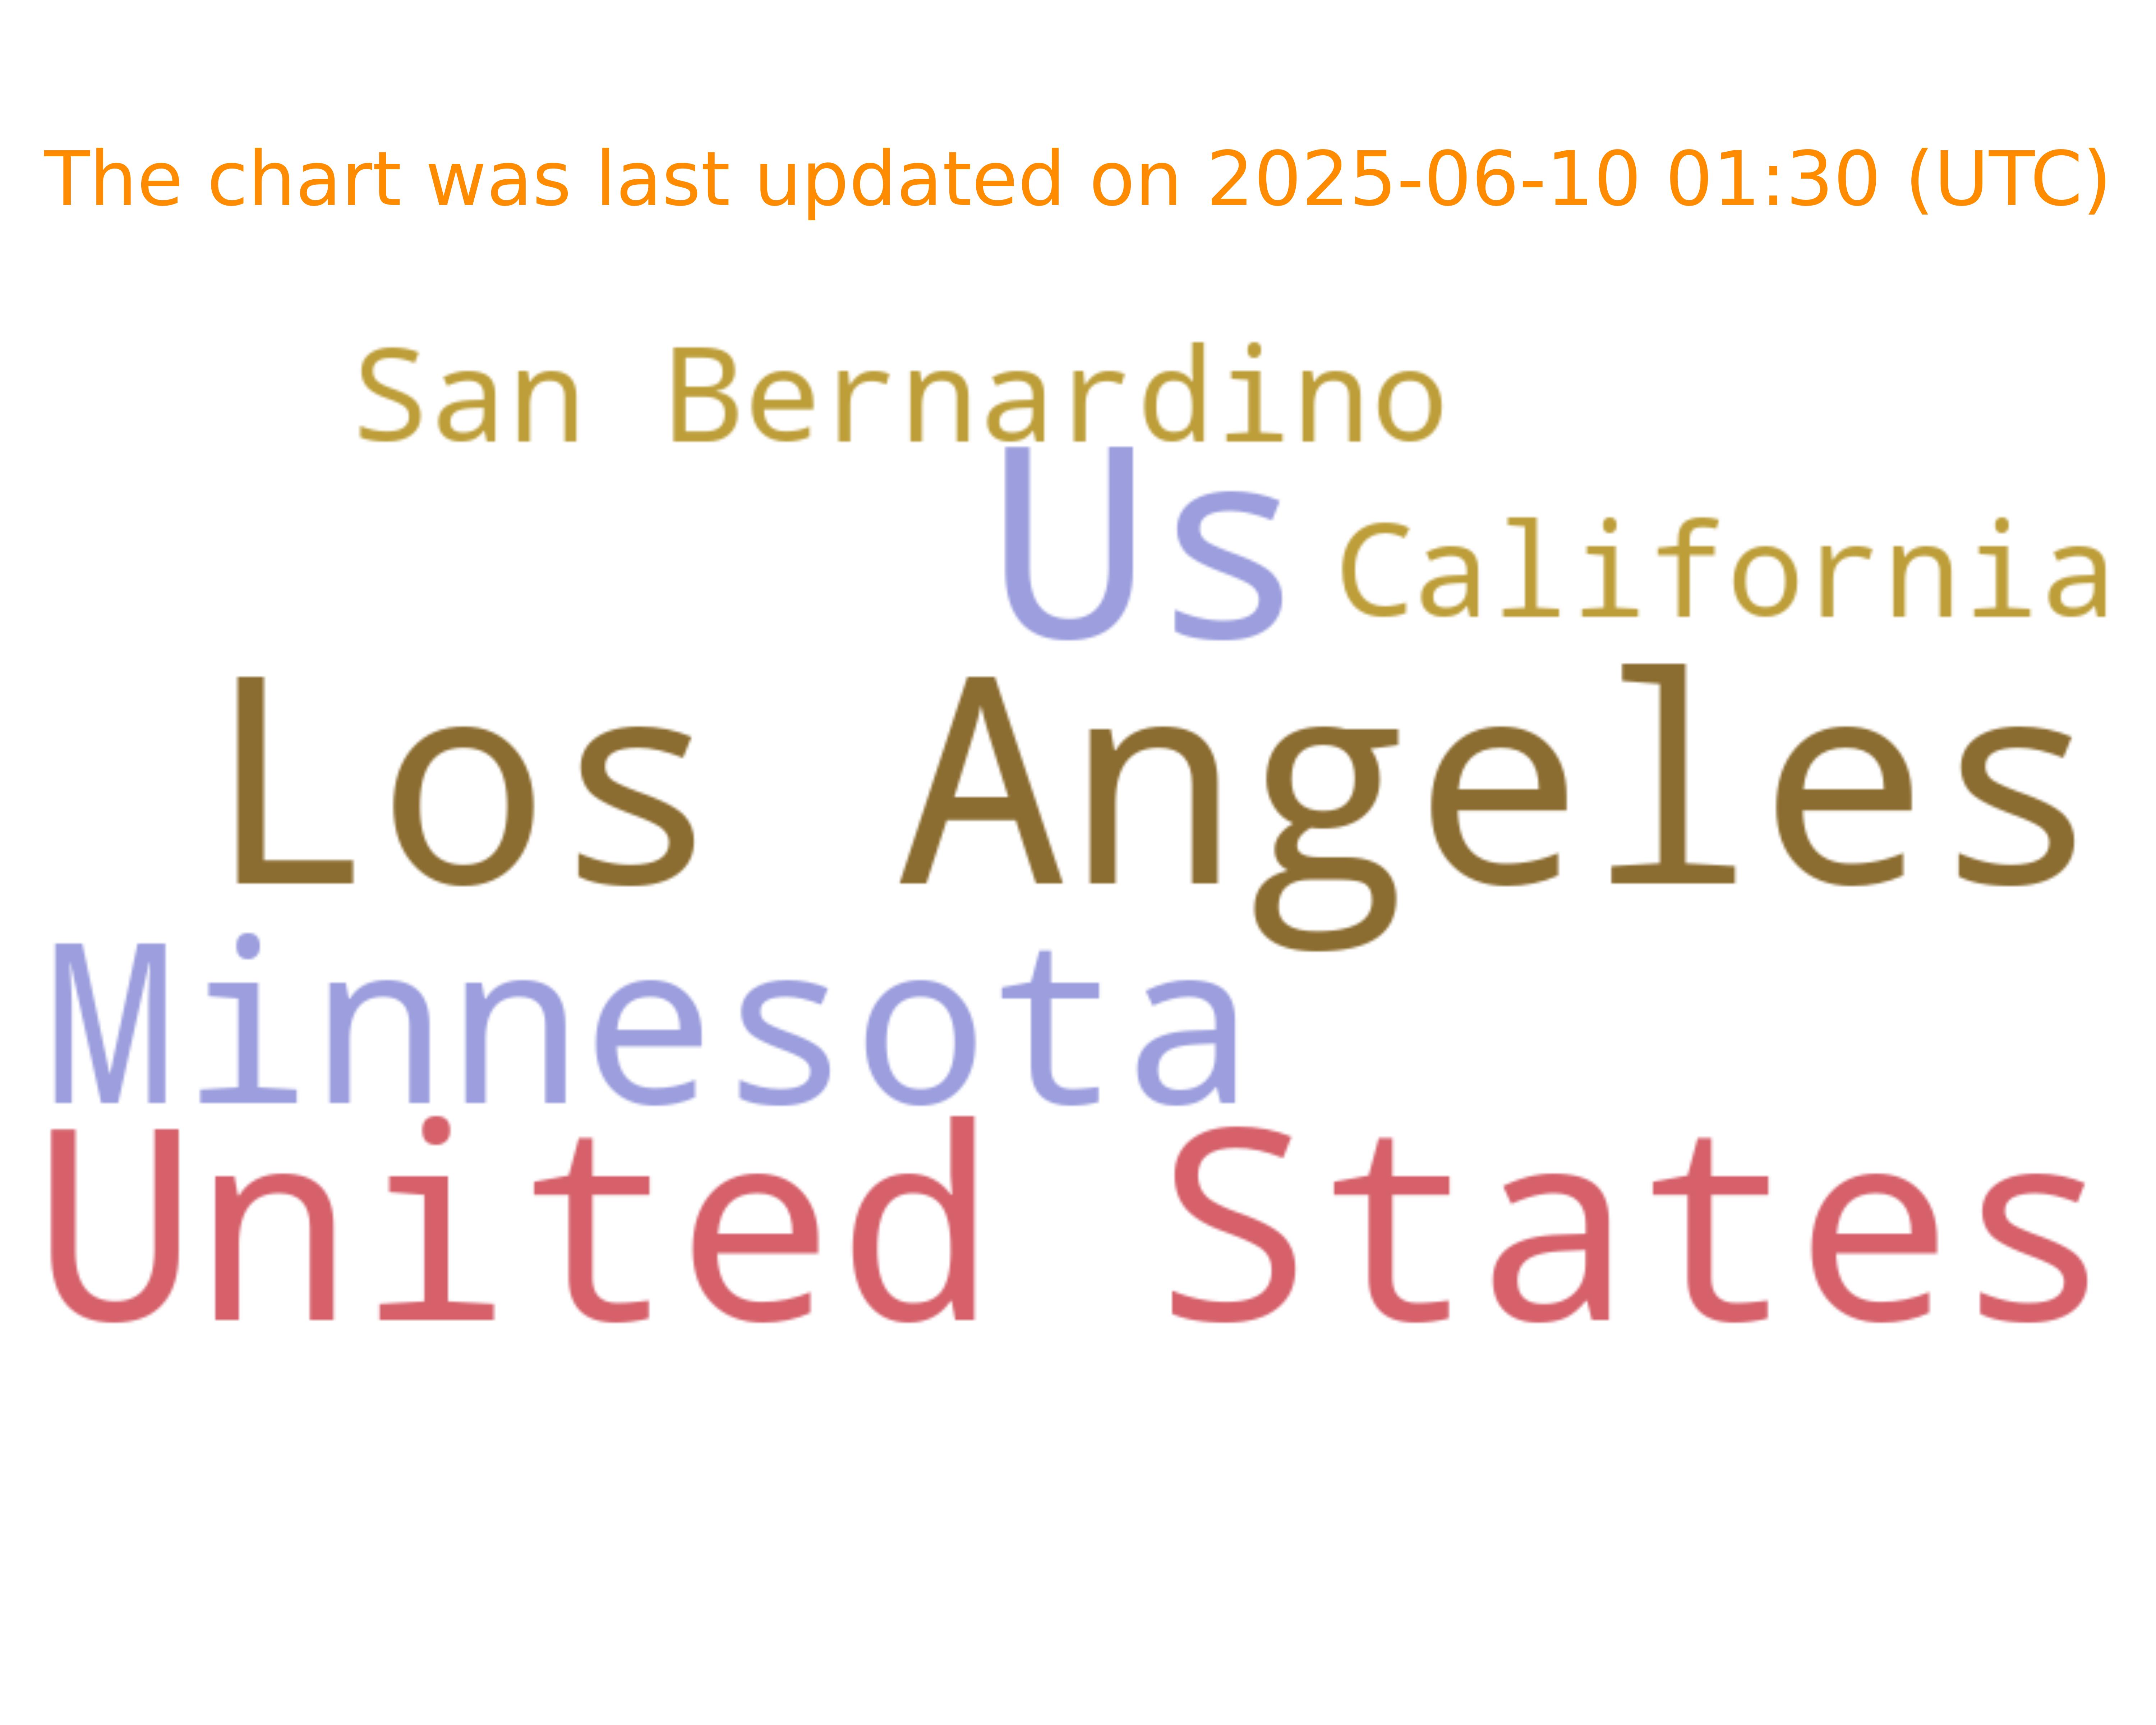 The chart was last updated on 2025-06-10 01:30 (UTC)
San Bernardino
Us
California
Los Angeles
Minnesota
United States